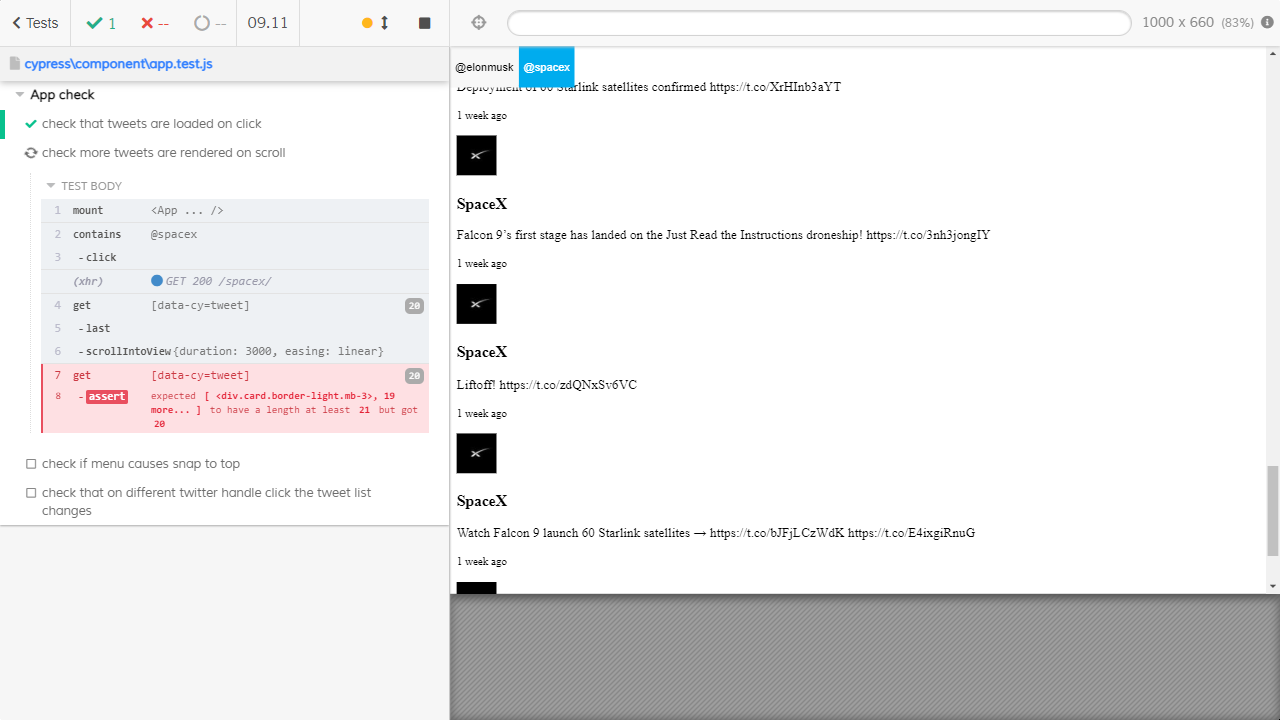 Tests
1
--
--
09.11
1000 x 660 (83%)
cypress\component\app.test.js
App check
check that tweets are loaded on click
check more tweets are rendered on scroll
TEST BODY
1 mount <App ... />
2 contains @spacex
3 -click
(xhr) GET 200 /spacex/
4 get [data-cy=tweet] 20
5 -last
6 -scrollIntoView {duration: 3000, easing: linear}
7 get [data-cy=tweet] 20
8 -assert expected [ <div.card.border-light.mb-3>, 19
more... ] to have a length at least 21 but got
20
check if menu causes snap to top
check that on different twitter handle click the tweet list
changes
@elonmusk @spacex
Deployment of 60 Starlink satellites confirmed https://t.co/XrHInb3aYT
1 week ago
SpaceX
Falcon 9’s first stage has landed on the Just Read the Instructions droneship! https://t.co/3nh3jongIY
1 week ago
SpaceX
Liftoff! https://t.co/zdQNxSv6VC
1 week ago
SpaceX
Watch Falcon 9 launch 60 Starlink satellites → https://t.co/bJFjLCzWdK https://t.co/E4ixgiRnuG
1 week ago